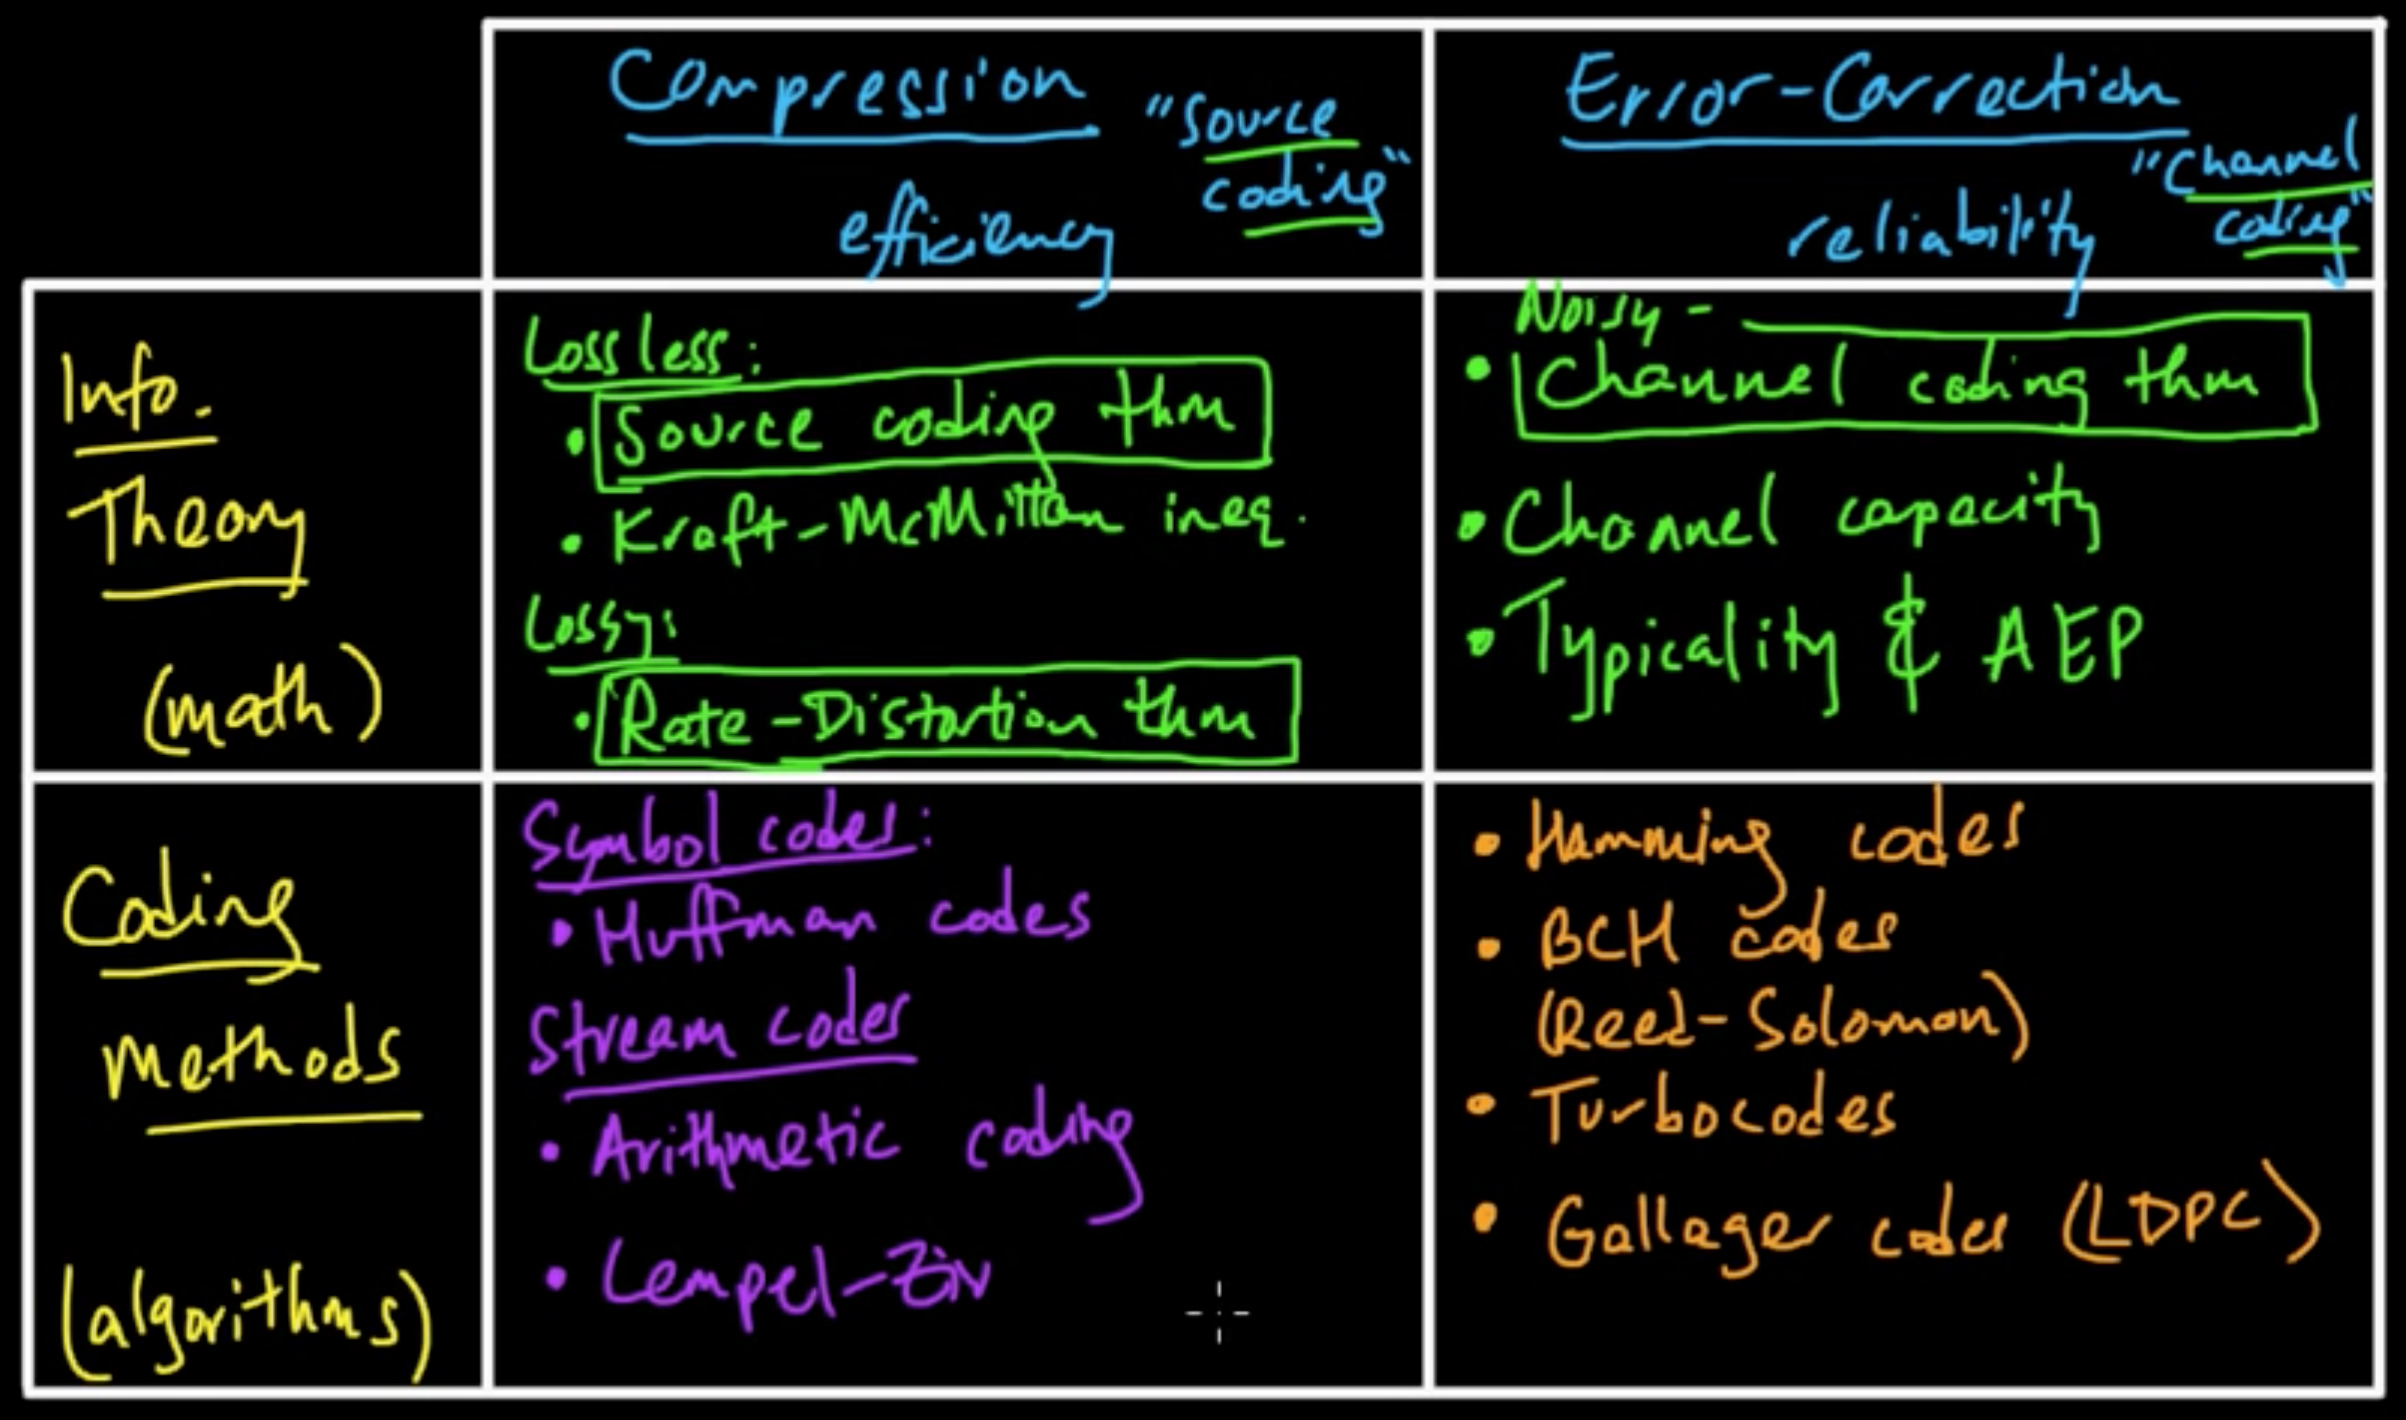 Compression
"Source
coding"
efficiency
Error-Correction
"Channel
coding"
reliability
Info.
Theory
(math)
Lossless:
• Source coding thm
• Kraft-McMillan ineq.
Lossy:
• Rate-Distortion thm
Noisy-
• Channel coding thm
• Channel capacity
• Typicality & AEP
Coding
Methods
(algorithms)
Symbol codes:
• Huffman codes
Stream codes
• Arithmetic coding
• Lempel-Ziv
• Hamming codes
• BCH codes
(Reed-Solomon)
• Turbocodes
• Gallager codes (LDPC)